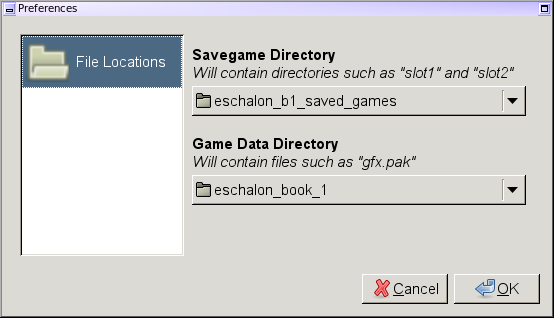 Preferences
File Locations
Savegame Directory
Will contain directories such as "slot1" and "slot2"
eschalon_b1_saved_games
Game Data Directory
Will contain files such as "gfx.pak"
eschalon_book_1
Cancel
OK